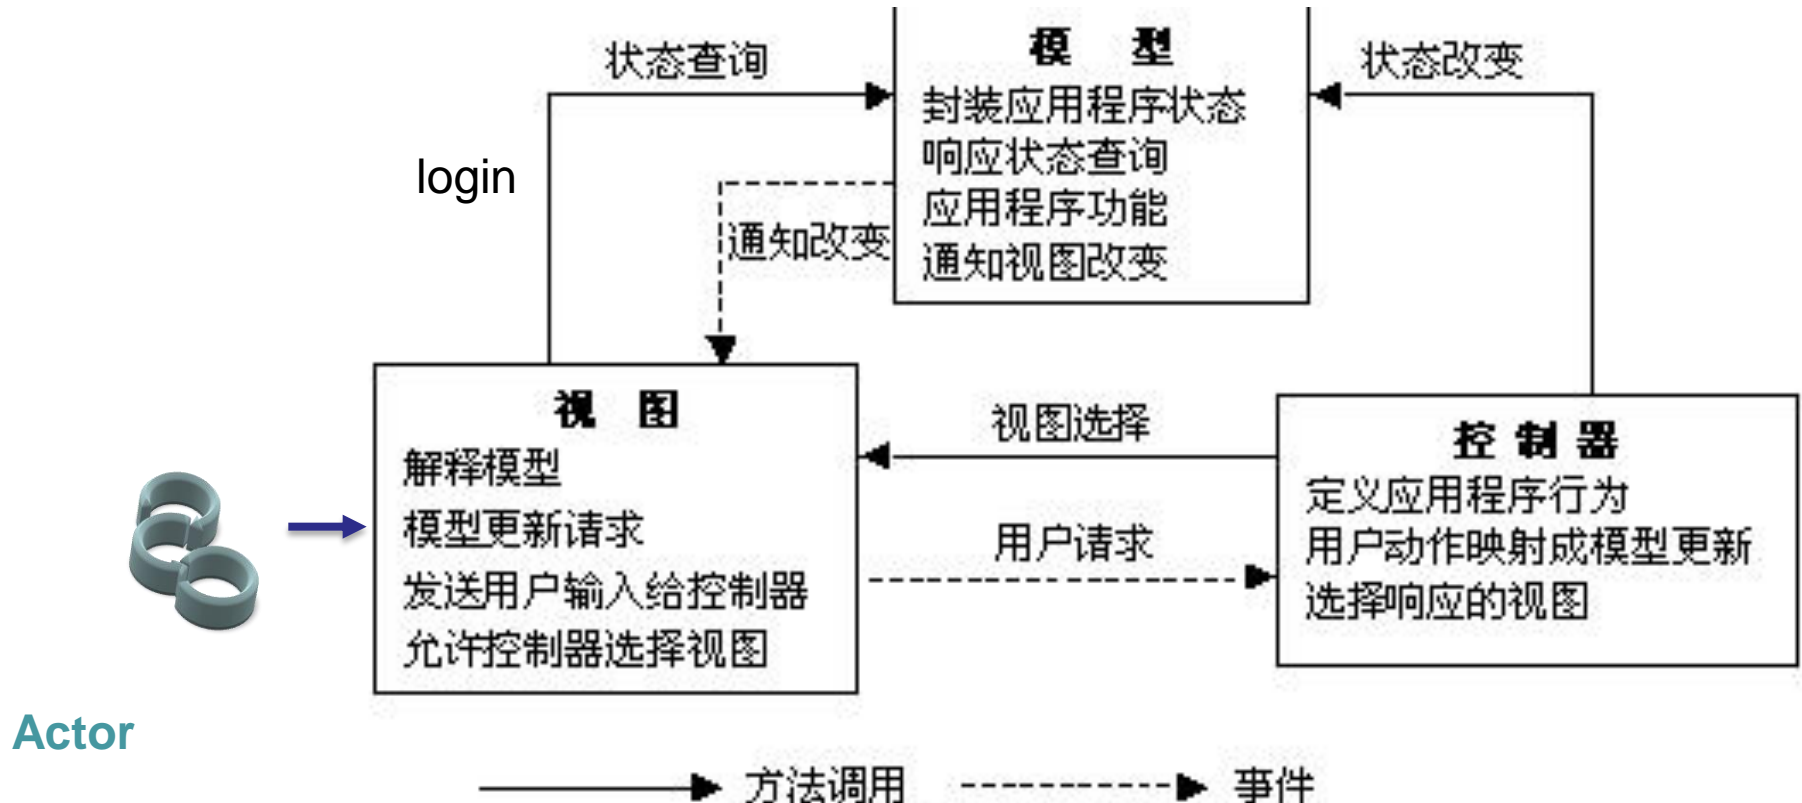 状态查询
模 型
状态改变
封装应用程序状态
响应状态查询
login
应用程序功能
通知改变
通知视图改变
视 图
解释模型
模型更新请求
发送用户输入给控制器
允许控制器选择视图
视图选择
用户请求
控 制 器
定义应用程序行为
用户动作映射成模型更新
选择响应的视图
Actor
方法调用
事件